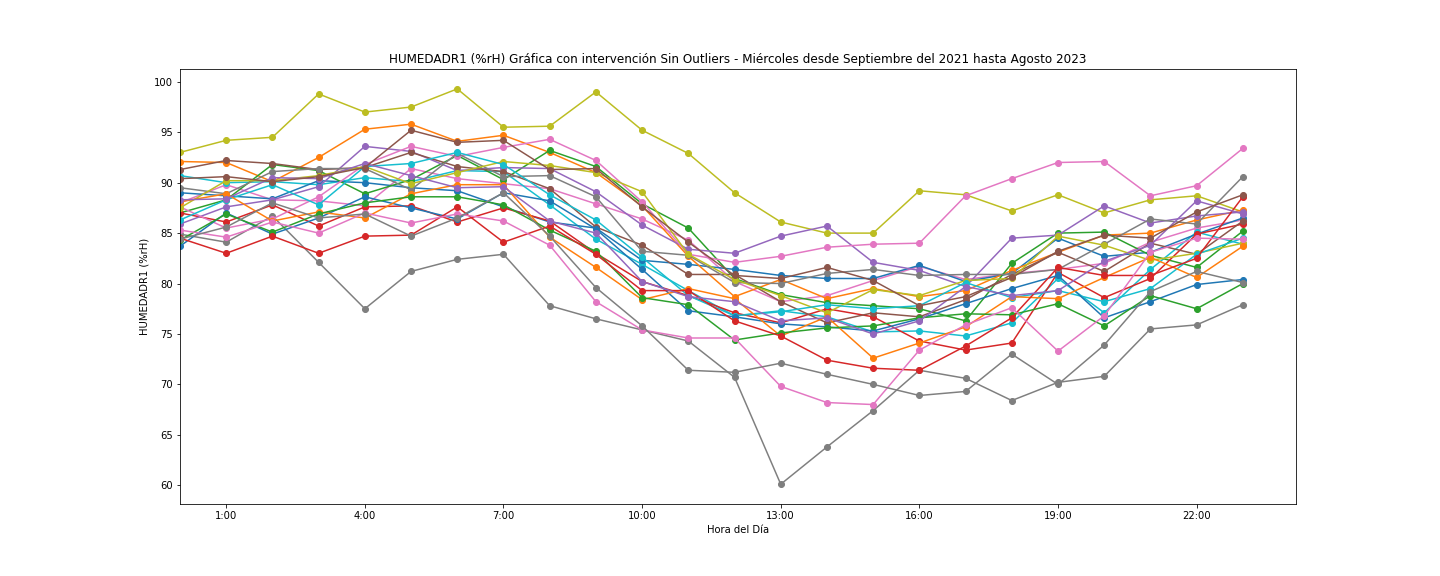 HUMEDADR1 (%rH) Gráfica con intervención Sin Outliers - Miércoles desde Septiembre del 2021 hasta Agosto 2023
HUMEDADR1 (%rH)
100
95
90
85
80
75
70
65
60
1:00 4:00 7:00 10:00 13:00 16:00 19:00 22:00
Hora del Día